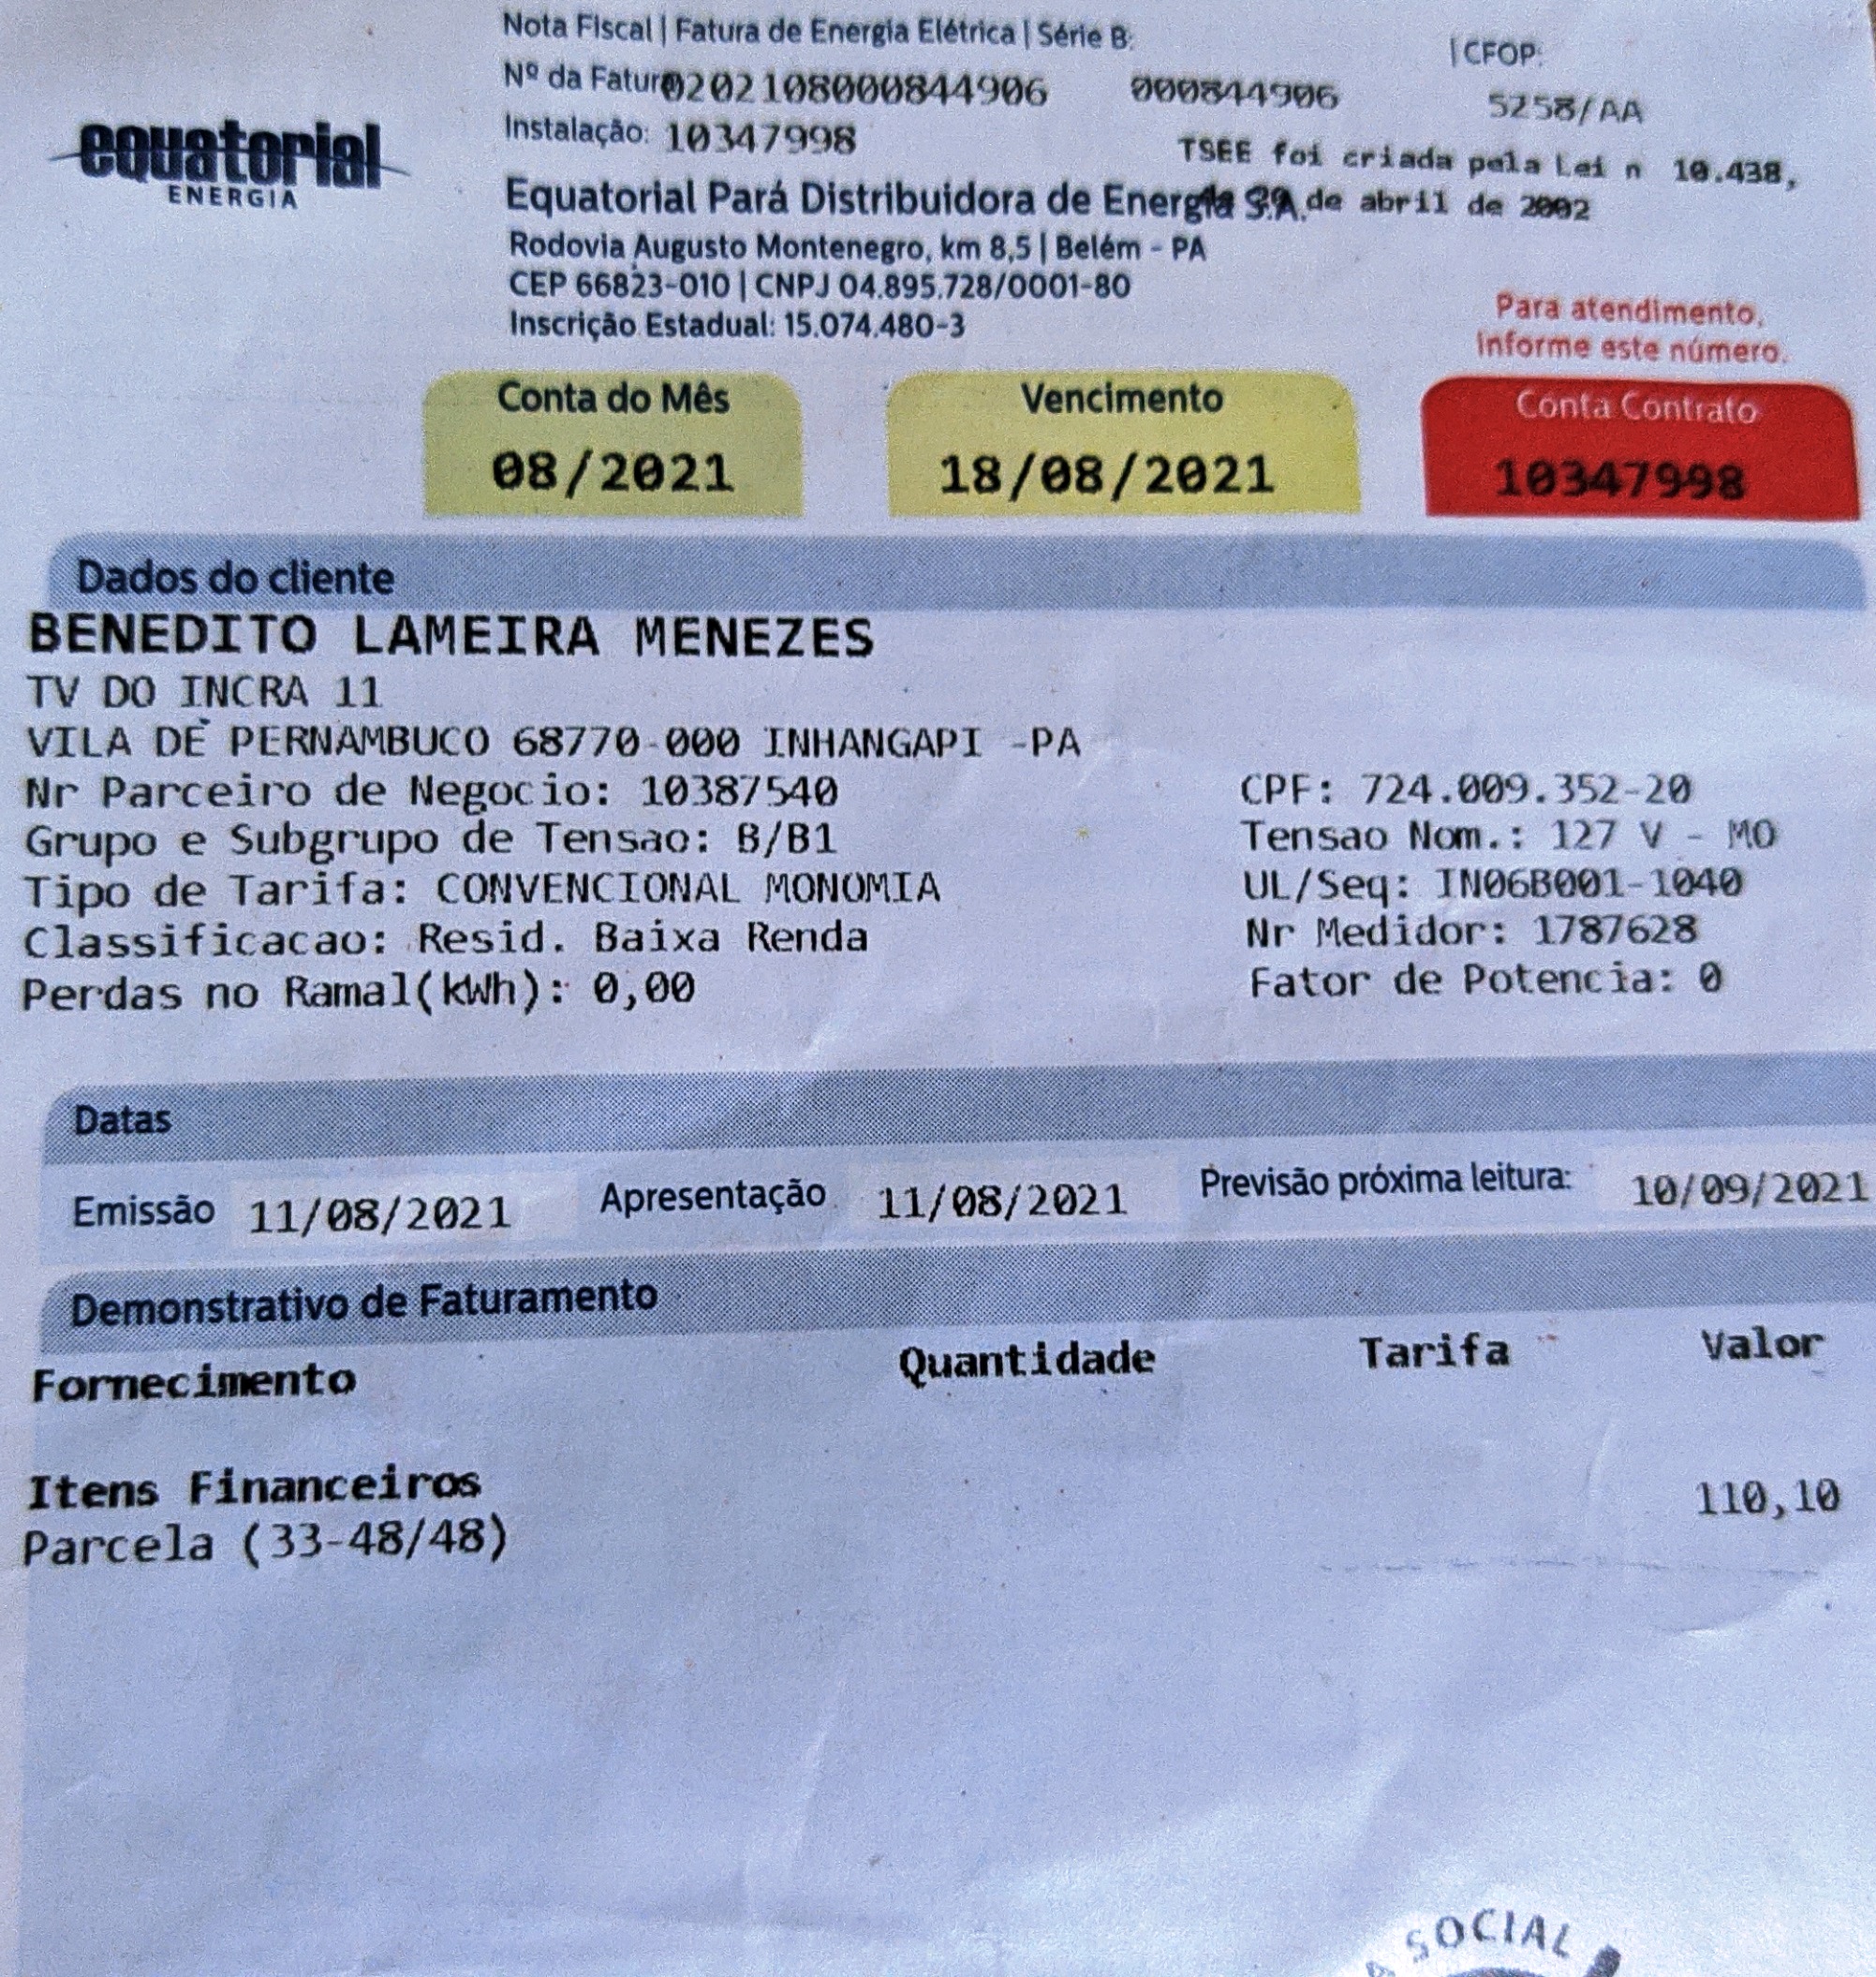 Nota Fiscal | Fatura de Energia Elétrica | Série B:
| CFOP:
Nº da Fatura 0202108000844906 000844906 5258/AA
Instalação: 10347998
TSEE foi criada pela Lei n 10.438,
de abril de 2002
equatorial
ENERGIA
Equatorial Pará Distribuidora de Energia S.A.
Rodovia Augusto Montenegro, km 8,5 | Belém - PA
CEP 66823-010 | CNPJ 04.895.728/0001-80
Inscrição Estadual: 15.074.480-3
Para atendimento,
Informe este número.
Conta do Mês
08/2021
Vencimento
18/08/2021
Conta Contrato
10347998
Dados do cliente
BENEDITO LAMEIRA MENEZES
TV DO INCRA 11
VILA DE PERNAMBUCO 68770-000 INHANGAPI -PA
Nr Parceiro de Negocio: 10387540 CPF: 724.009.352-20
Grupo e Subgrupo de Tensao: B/B1 Tensao Nom.: 127 V - MO
Tipo de Tarifa: CONVENCIONAL MONOMIA UL/Seq: IN06B001-1040
Classificacao: Resid. Baixa Renda Nr Medidor: 1787628
Perdas no Ramal(kWh): 0,00 Fator de Potencia: 0
Datas
Emissão 11/08/2021 Apresentação 11/08/2021 Previsão próxima leitura: 10/09/2021
Demonstrativo de Faturamento
Fornecimento Quantidade Tarifa Valor
Itens Financeiros
Parcela (33-48/48) 110,10
SOCIAL